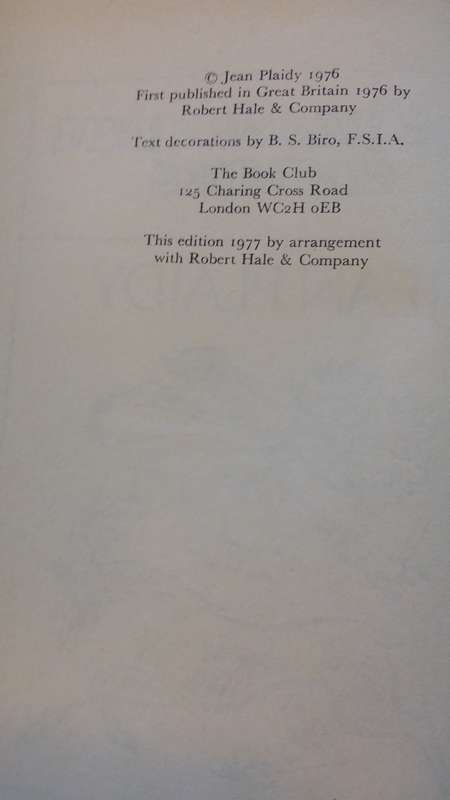 © Jean Plaidy 1976
First published in Great Britain 1976 by
Robert Hale & Company
Text decorations by B. S. Biro, F.S.I.A.
The Book Club
125 Charing Cross Road
London WC2H 0EB
This edition 1977 by arrangement
with Robert Hale & Company